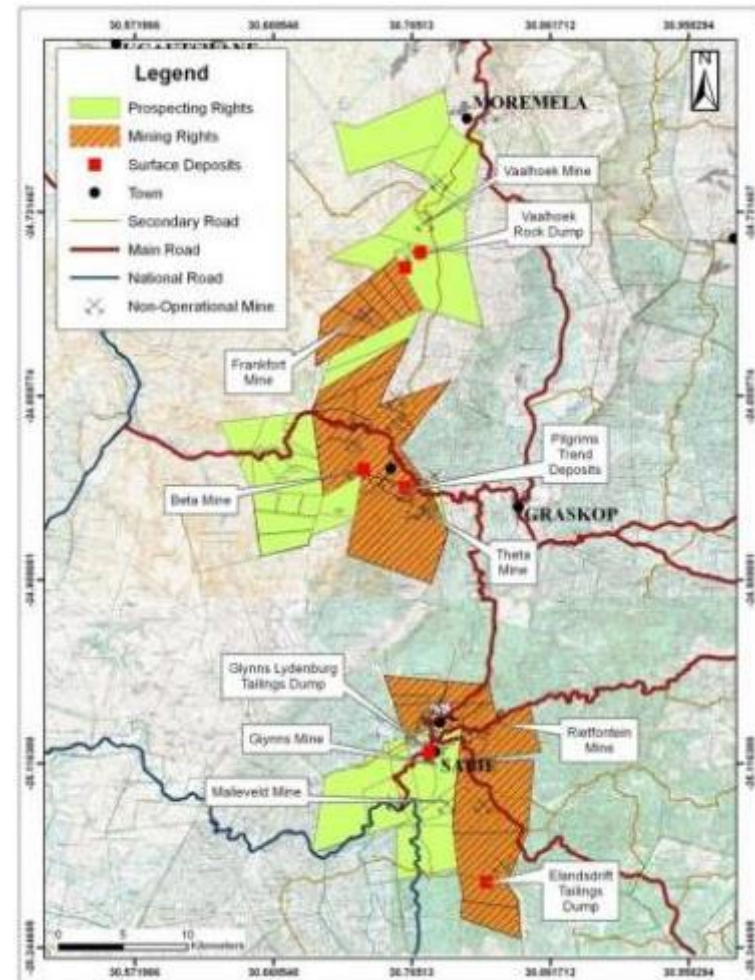 30.571966
30.668548
30.76513
30.861712
30.958294
N
Legend
Prospecting Rights
Mining Rights
Surface Deposits
Town
Secondary Road
Main Road
National Road
Non-Operational Mine
MOREMELA
Vaalhoek Mine
Vaalhoek
Rock Dump
Frankfort
Mine
Pilgrims
Trend
Deposits
Beta Mine
GRASKOP
Theta
Mine
Glynns Lydenburg
Tailings Dump
Glynns Mine
Rietfontein
Mine
SABIE
Malieveld Mine
Elandsdrift
Tailings
Dump
0 5 10
Kilometers
30.571966
30.668548
30.76513
30.861712
30.958294